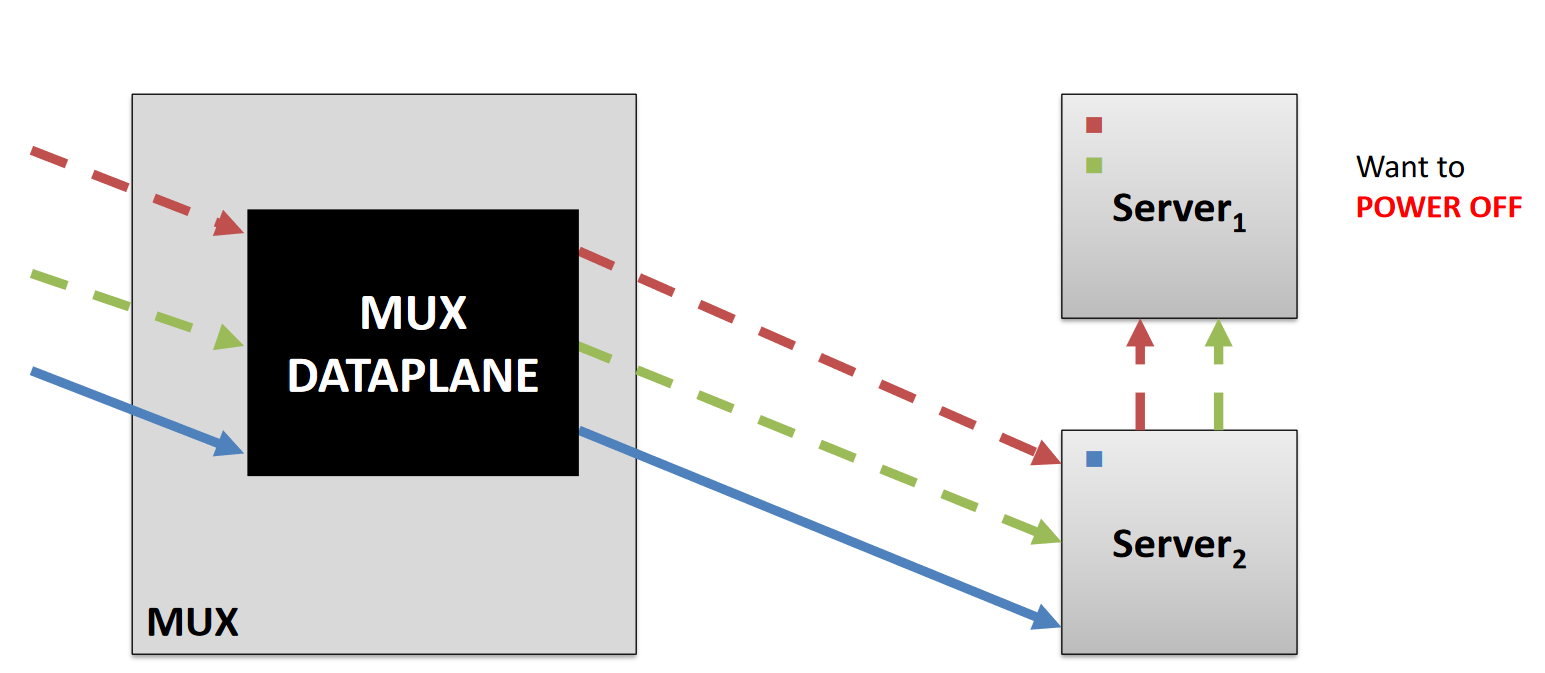 MUX
DATAPLANE
MUX
Server₁
Want to
POWER OFF
Server₂